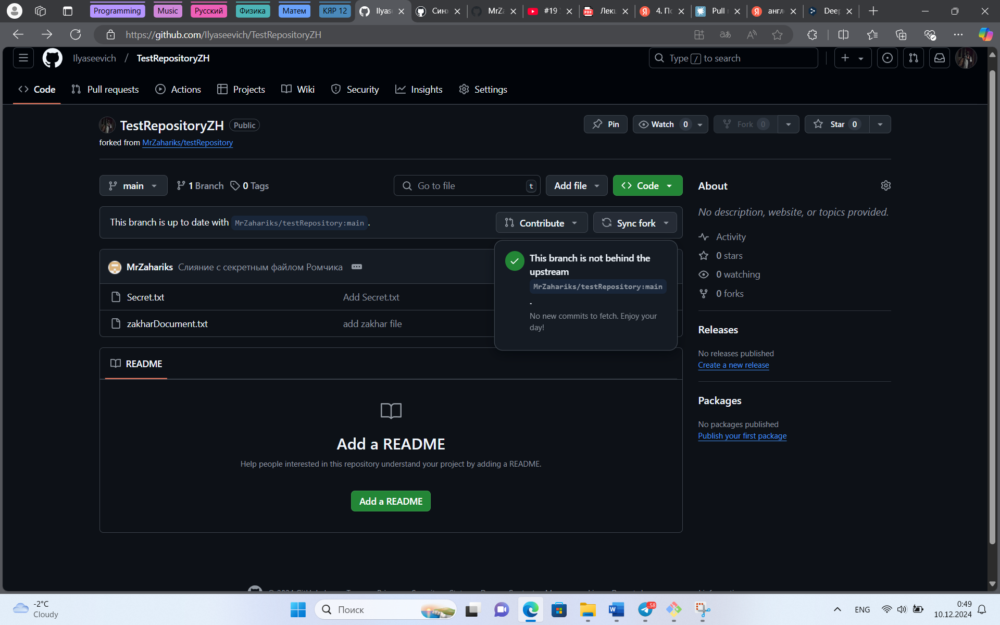 Programming
Music
Русский
Физика
Матем
КЯР 12
Ilyase
Синх
MrZa
#19
Лекц
4. По
Pull
англ
Deep
https://github.com/Ilyaseevich/TestRepositoryZH
Ilyaseevich / TestRepositoryZH
Type / to search
Code
Pull requests
Actions
Projects
Wiki
Security
Insights
Settings
TestRepositoryZH Public
Pin
Watch 0
Fork 0
Star 0
forked from MrZahariks/testRepository
main
1 Branch
0 Tags
Go to file t
Add file
Code
This branch is up to date with MrZahariks/testRepository:main .
Contribute
Sync fork
This branch is not behind the
upstream
MrZahariks/testRepository:main
.
No new commits to fetch. Enjoy your
day!
MrZahariks Слияние с секретным файлом Ромчика
Secret.txt Add Secret.txt
zakharDocument.txt add zakhar file
README
Add a README
Help people interested in this repository understand your project by adding a README.
Add a README
About
No description, website, or topics provided.
Activity
0 stars
0 watching
0 forks
Releases
No releases published
Create a new release
Packages
No packages published
Publish your first package
-2°C
Cloudy
Поиск
58
ENG
0:49
10.12.2024